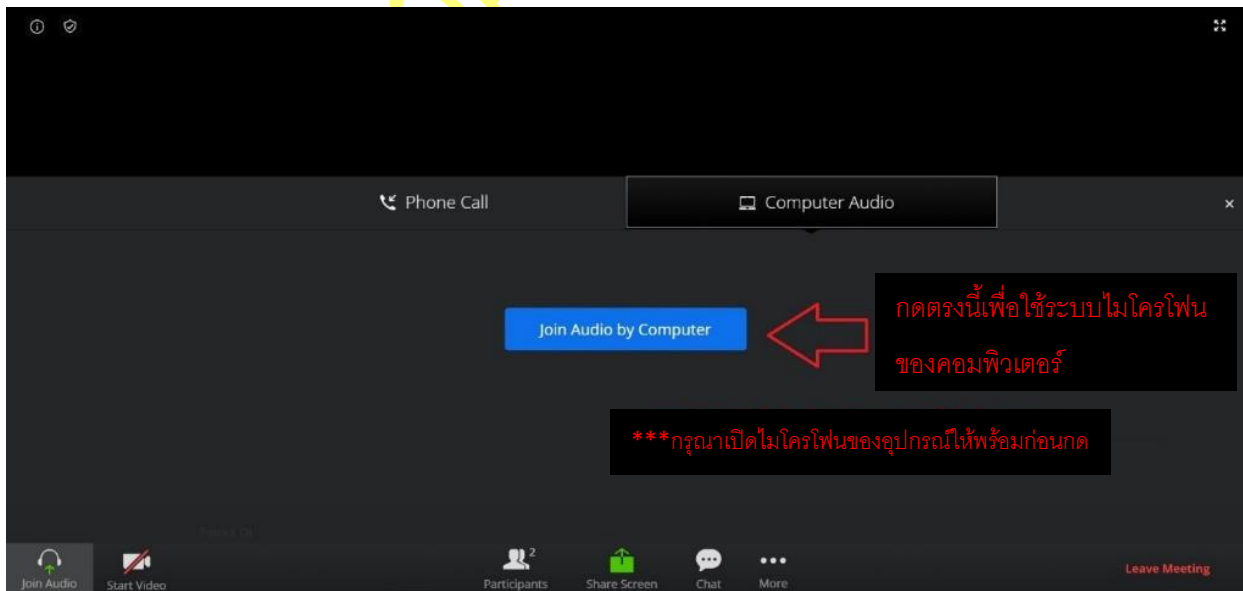 Phone Call
Computer Audio
Join Audio by Computer
กดตรงนี้เพื่อใช้ระบบไมโครโฟน
ของคอมพิวเตอร์
***กรุณาเปิดไมโครโฟนของอุปกรณ์ให้พร้อมก่อนกด
Join Audio
Start Video
Participants
2
Share Screen
Chat
More
Leave Meeting